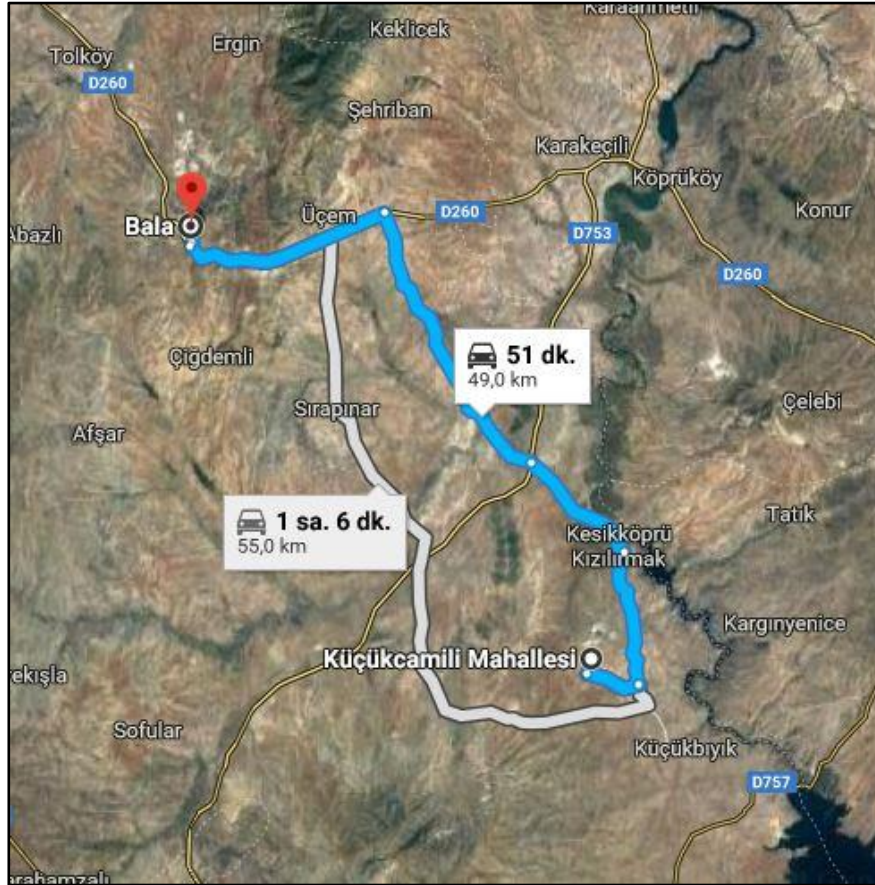 Keklicek
Ergin
Tolköy
D260
Şehriban
Karakeçili
Köprüköy
Üçem
D260
Konur
Bala
Abazlı
D753
D260
51 dk.
49,0 km
Çiğdemli
Çelebi
Sırapınar
Afşar
1 sa. 6 dk.
55,0 km
Tatık
Kesikköprü
Kızılırmak
Kargınyenice
Küçükcamili Mahallesi
Sofular
Küçükbıyık
D757